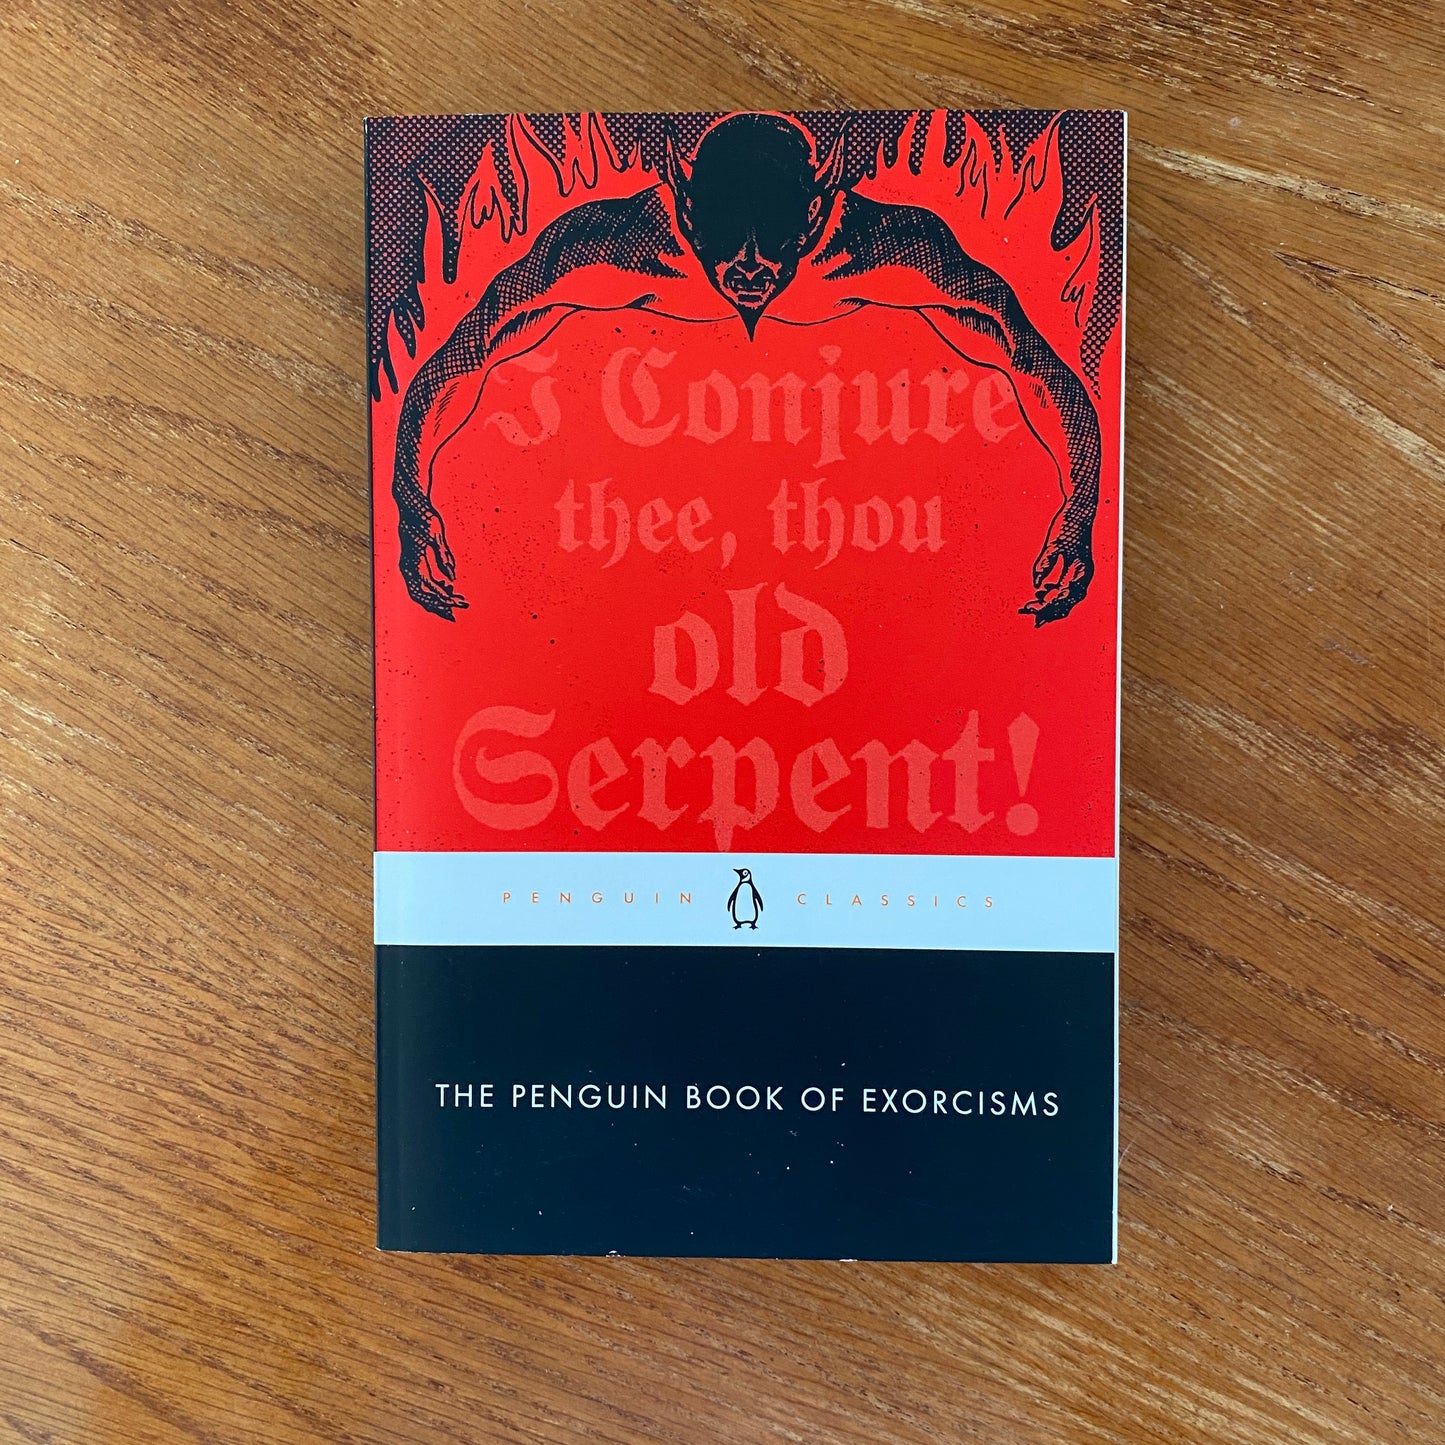 I Conjure
thee, thou
old
Serpent!
PENGUIN CLASSICS
THE PENGUIN BOOK OF EXORCISMS